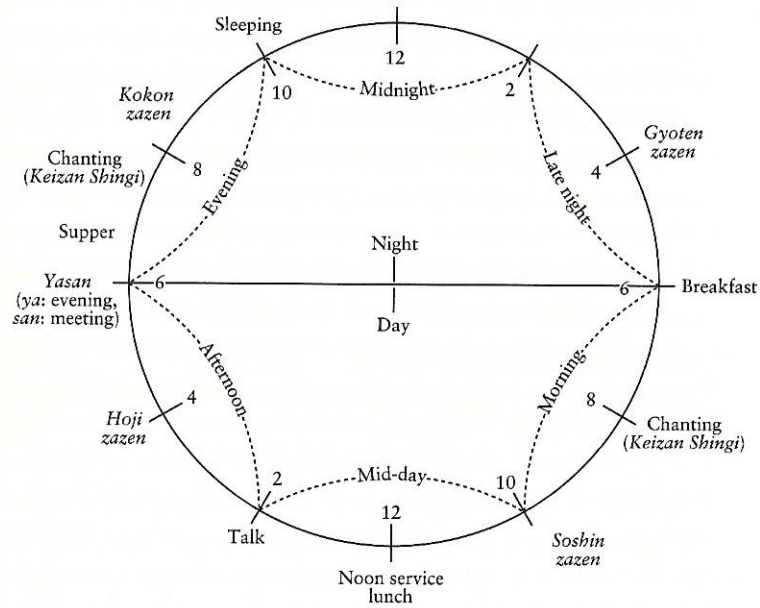 Sleeping
12
10
Midnight
2
Kokon
zazen
Gyoten
zazen
Chanting
(Keizan Shingi)
8
4
Evening
Late night
Supper
Night
Yasan
(ya: evening,
san: meeting)
6
6
Breakfast
Day
Afternoon
Morning
4
8
Hoji
zazen
Chanting
(Keizan Shingi)
2
Mid-day
10
12
Talk
Soshin
zazen
Noon service
lunch